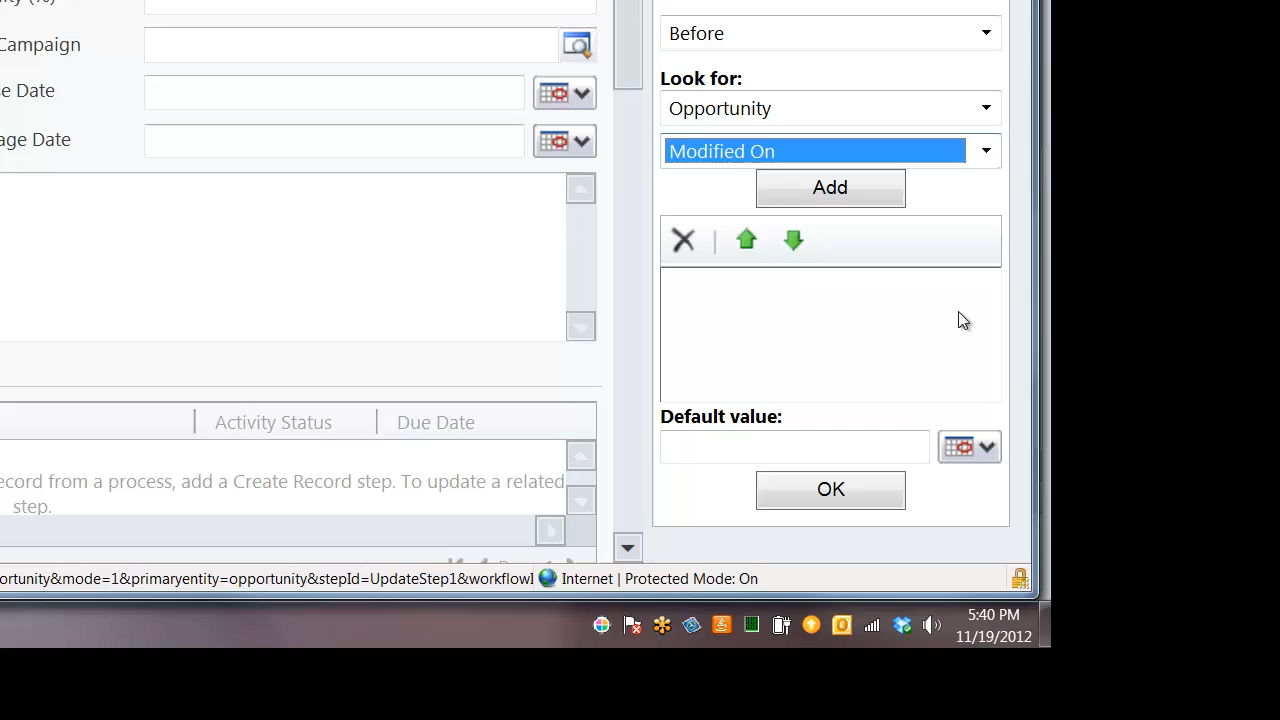 Before
Campaign
Look for:
e Date
Opportunity
age Date
Modified On
Add
Default value:
Activity Status
Due Date
ecord from a process, add a Create Record step. To update a related
step.
OK
ortunity&mode=1&primaryentity=opportunity&stepId=UpdateStep1&workflowI
Internet | Protected Mode: On
5:40 PM
11/19/2012